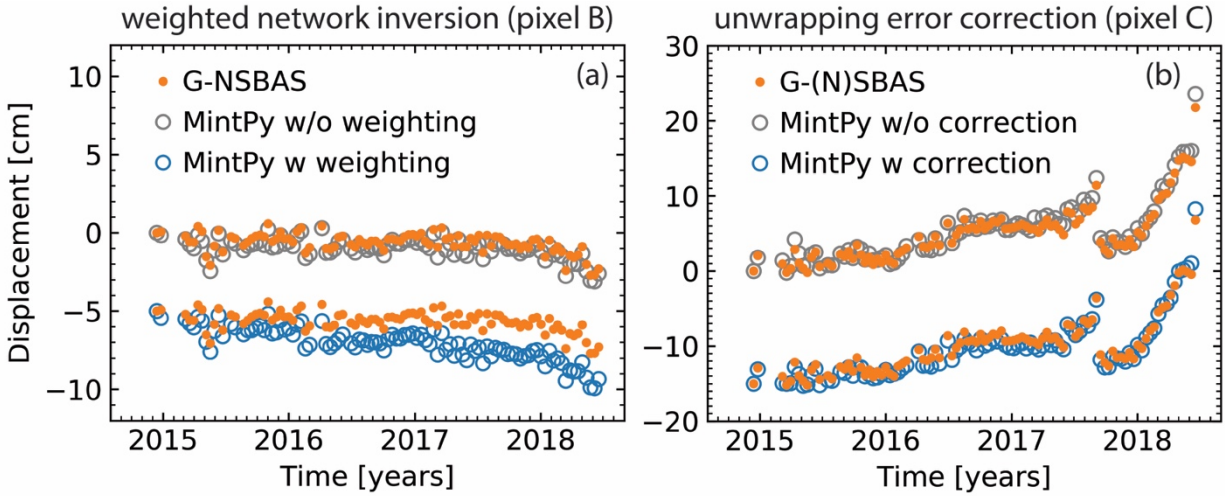 weighted network inversion (pixel B)
unwrapping error correction (pixel C)
(a)
G-NSBAS
MintPy w/o weighting
MintPy w weighting
Displacement [cm]
10
5
0
−5
−10
2015 2016 2017 2018
Time [years]
(b)
G-(N)SBAS
MintPy w/o correction
MintPy w correction
30
20
10
0
−10
−20
2015 2016 2017 2018
Time [years]